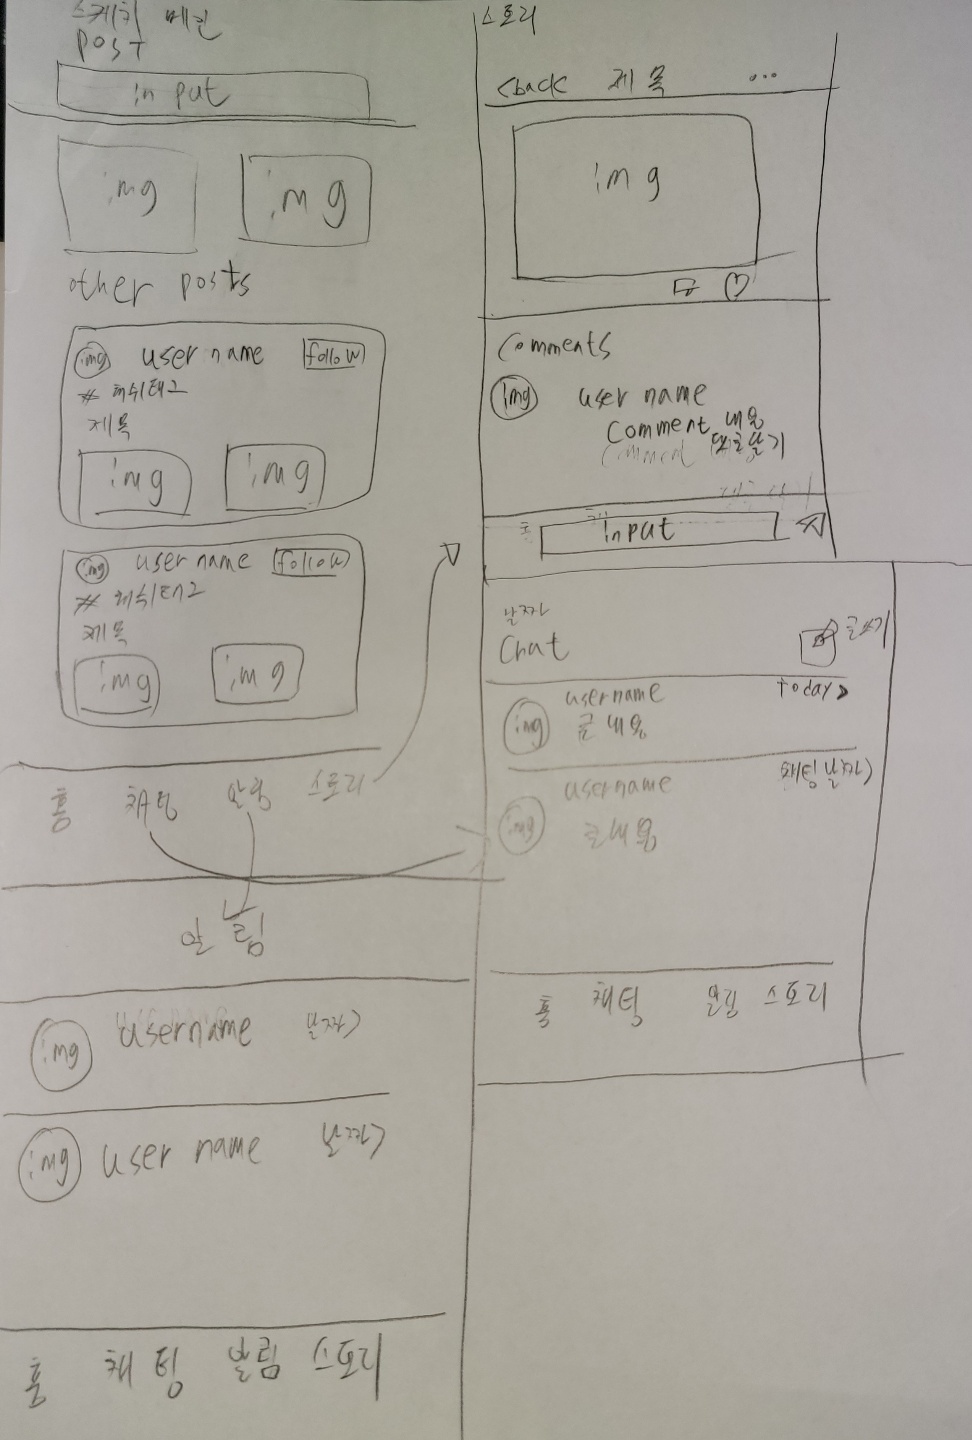 스케치 메인
post
input
img
img
other posts
img user name follow
# 해쉬태그
제목
img img
img user name follow
# 해쉬태그
제목
img img
홈 채팅 알림 스토리
알림
img username 날짜>
img user name 날짜>
홈 채팅 알림 스토리
스토리
<back 제목 ...
img
Comments
img user name
Comment 내용
Comment 댓글달기
input
날짜
Chat 글쓰기
img username today>
글내용
img username 채팅날짜>
글내용
홈 채팅 알림 스토리